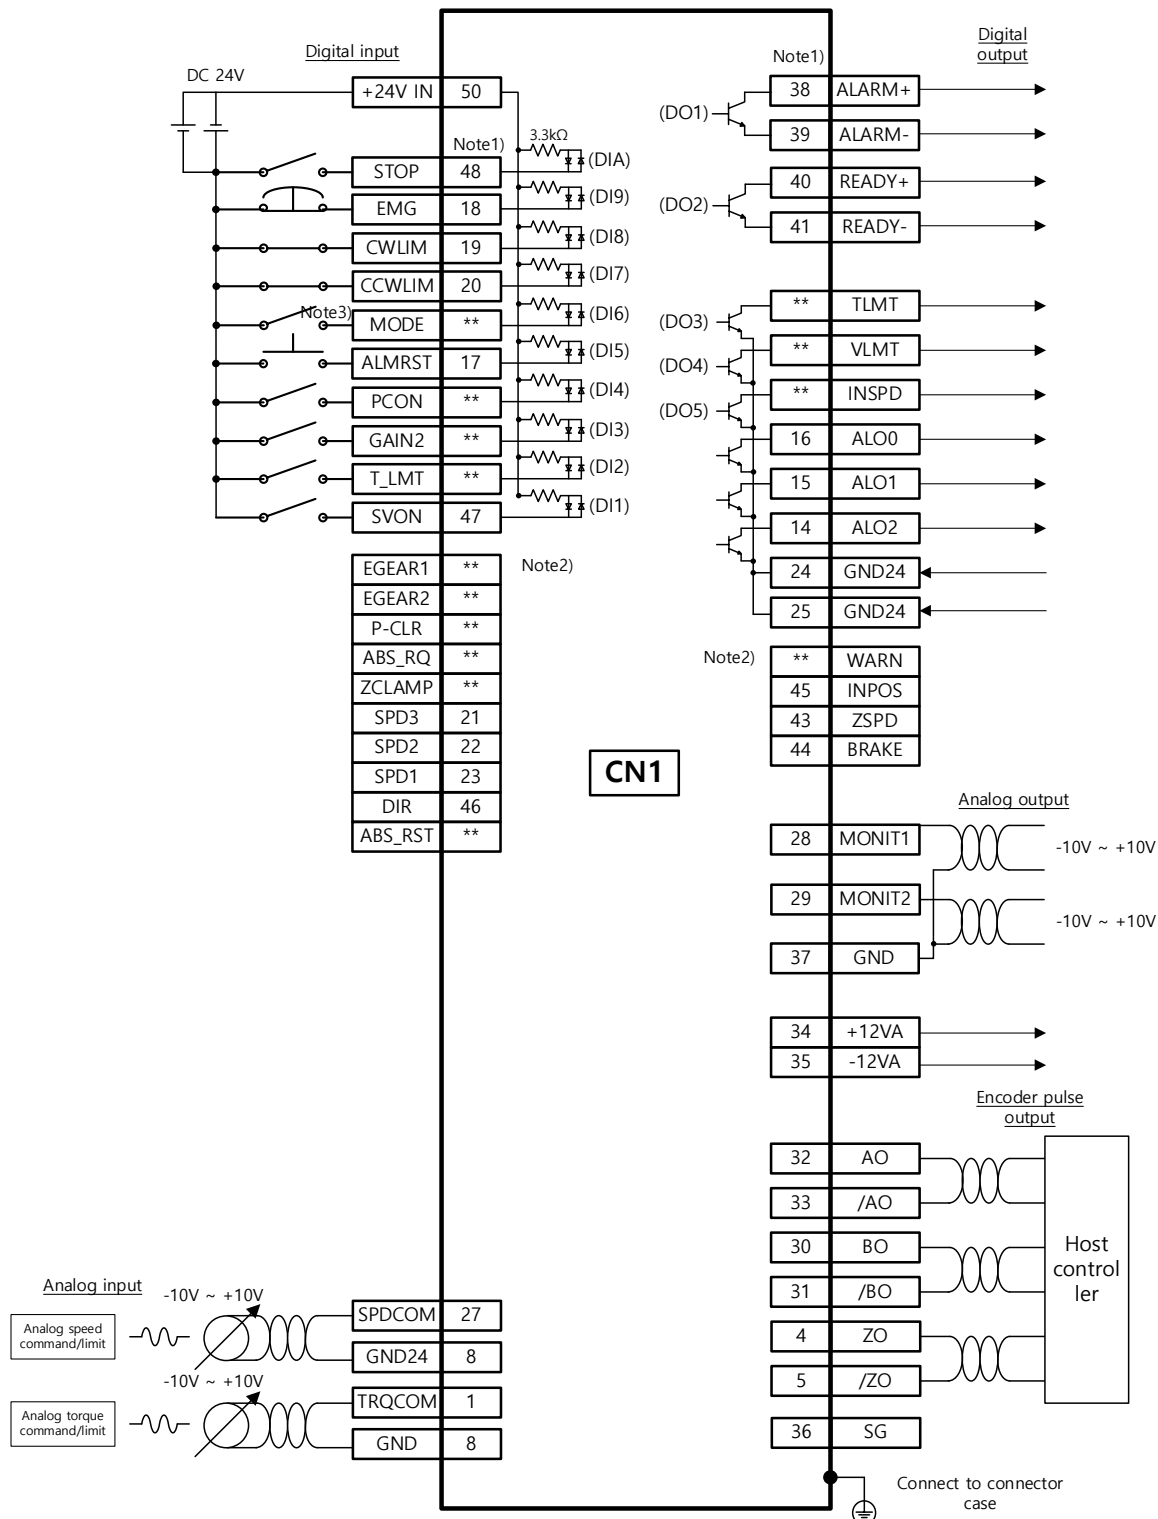 Digital input
DC 24V
+24V IN 50
3.3kΩ
Note1)
STOP 48 (DIA)
EMG 18 (DI9)
CWLIM 19 (DI8)
CCWLIM 20 (DI7)
Note3)
MODE ** (DI6)
ALMRST 17 (DI5)
PCON ** (DI4)
GAIN2 ** (DI3)
T_LMT ** (DI2)
SVON 47 (DI1)
EGEAR1 ** Note2)
EGEAR2 **
P-CLR **
ABS_RQ **
ZCLAMP **
SPD3 21
SPD2 22
SPD1 23
DIR 46
ABS_RST **
Analog input
-10V ~ +10V
Analog speed
command/limit
SPDCOM 27
GND24 8
-10V ~ +10V
Analog torque
command/limit
TRQCOM 1
GND 8
CN1
Digital
output
Note1)
(DO1)
38 ALARM+
39 ALARM-
(DO2)
40 READY+
41 READY-
(DO3)
** TLMT
(DO4)
** VLMT
(DO5)
** INSPD
16 ALO0
15 ALO1
14 ALO2
24 GND24
25 GND24
Note2)
** WARN
45 INPOS
43 ZSPD
44 BRAKE
Analog output
28 MONIT1
-10V ~ +10V
29 MONIT2
-10V ~ +10V
37 GND
34 +12VA
35 -12VA
Encoder pulse
output
32 AO
33 /AO
30 BO
31 /BO
4 ZO
5 /ZO
Host
control
ler
36 SG
Connect to connector
case